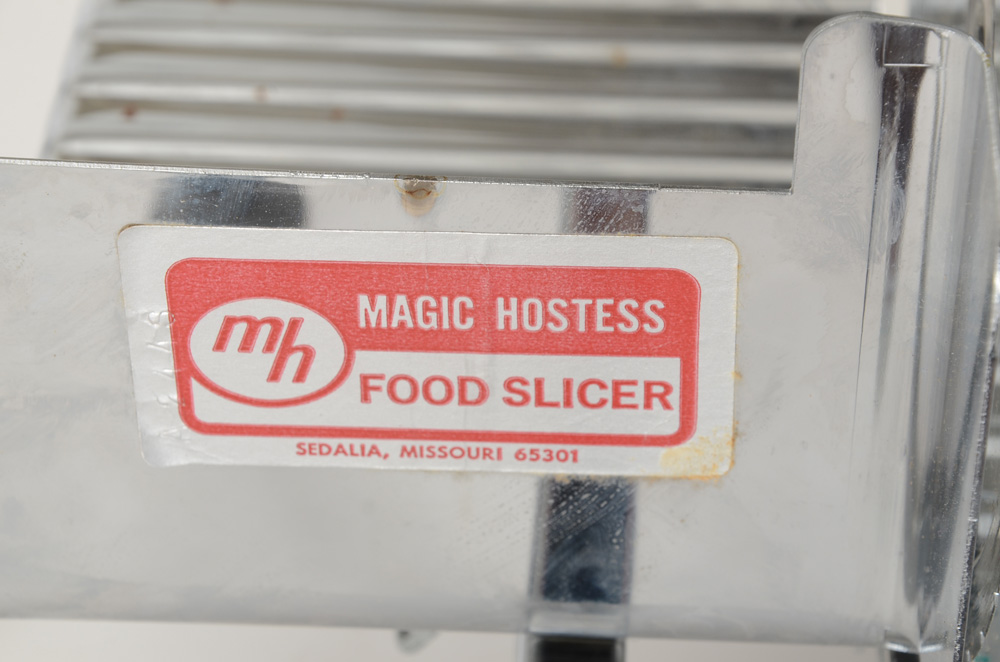 mh
MAGIC HOSTESS
FOOD SLICER
SEDALIA, MISSOURI 65301